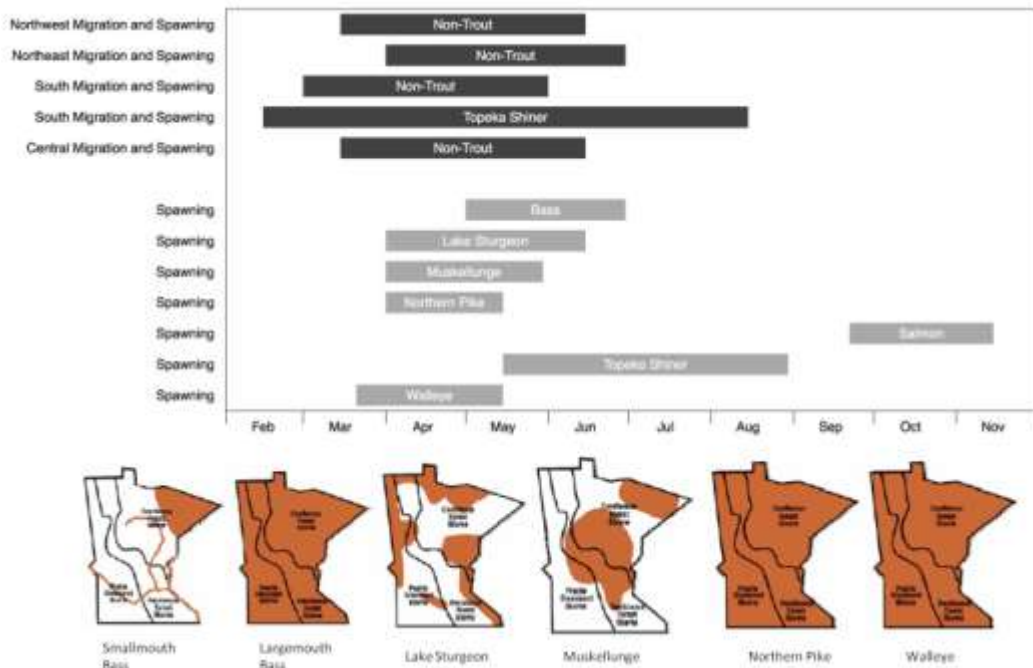 Northwest Migration and Spawning Non-Trout
Northeast Migration and Spawning Non-Trout
South Migration and Spawning Non-Trout
South Migration and Spawning Topeka Shiner
Central Migration and Spawning Non-Trout
Spawning Bass
Spawning Lake Sturgeon
Spawning Muskellunge
Spawning Northern Pike
Spawning Salmon
Spawning Topeka Shiner
Spawning Walleye
Feb Mar Apr May Jun Jul Aug Sep Oct Nov
Smallmouth Bass
Largemouth Bass
Lake Sturgeon
Muskellunge
Northern Pike
Walleye